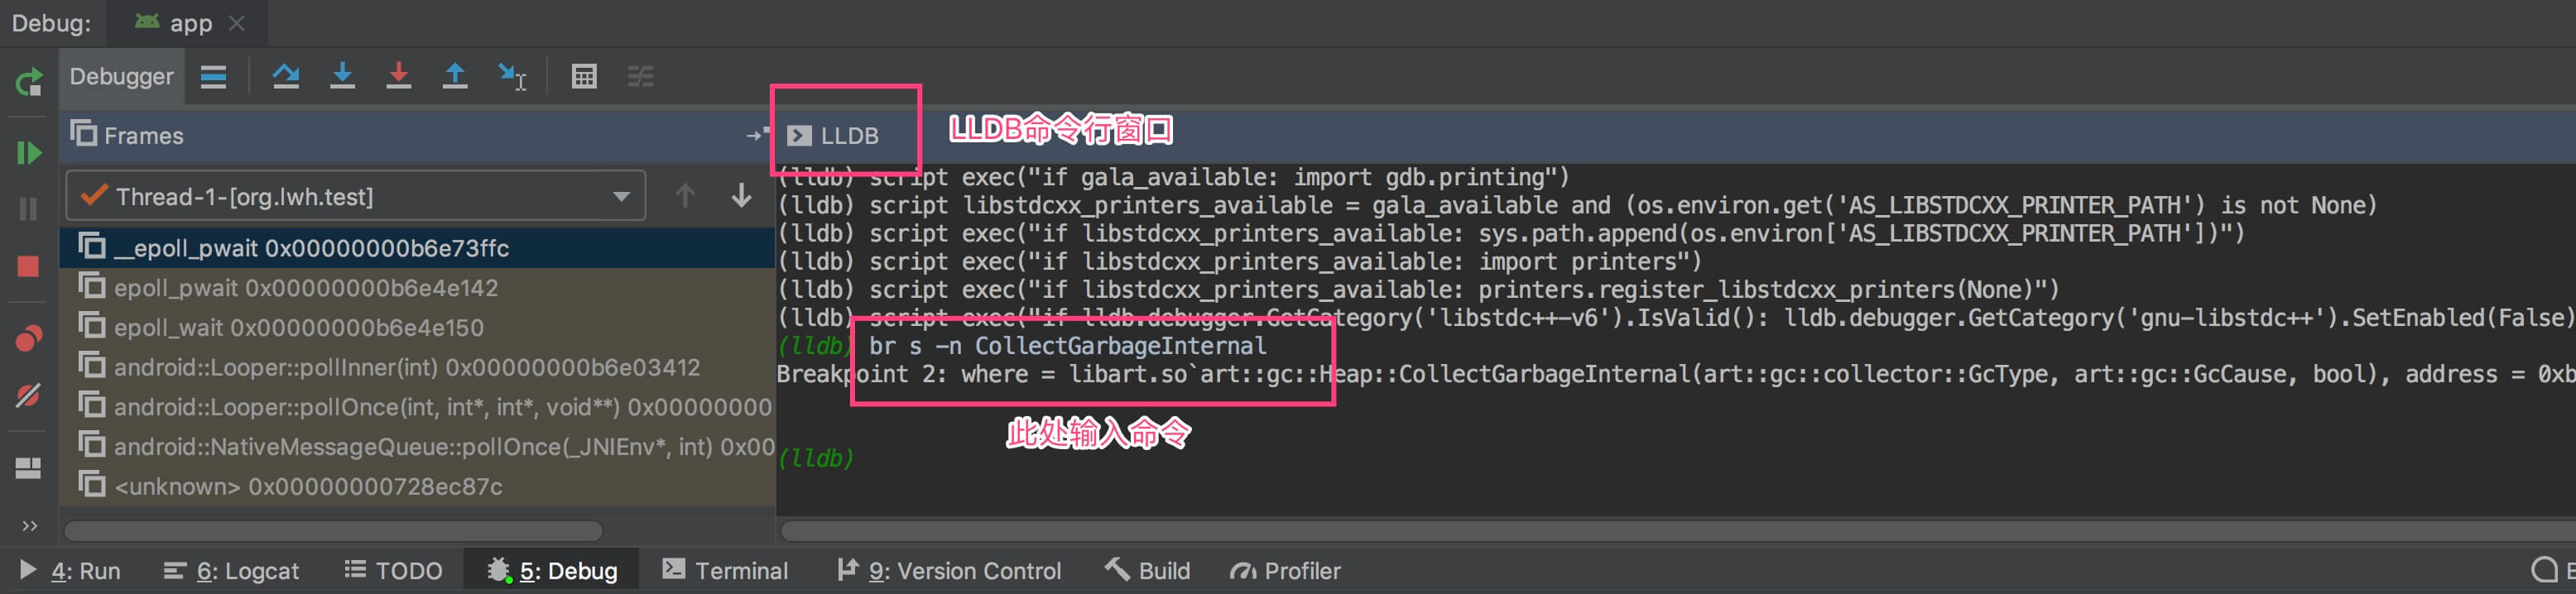 Debug: app
Debugger
Frames
LLDB
LLDB命令行窗口
Thread-1-[org.lwh.test]
__epoll_pwait 0x00000000b6e73ffc
epoll_pwait 0x00000000b6e4e142
epoll_wait 0x00000000b6e4e150
android::Looper::pollInner(int) 0x00000000b6e03412
android::Looper::pollOnce(int, int*, int*, void**) 0x00000000
android::NativeMessageQueue::pollOnce(_JNIEnv*, int) 0x00
<unknown> 0x00000000728ec87c
(lldb) script exec("if gala_available: import gdb.printing")
(lldb) script libstdcxx_printers_available = gala_available and (os.environ.get('AS_LIBSTDCXX_PRINTER_PATH') is not None)
(lldb) script exec("if libstdcxx_printers_available: sys.path.append(os.environ['AS_LIBSTDCXX_PRINTER_PATH'])")
(lldb) script exec("if libstdcxx_printers_available: import printers")
(lldb) script exec("if libstdcxx_printers_available: printers.register_libstdcxx_printers(None)")
(lldb) script exec("if lldb.debugger.GetCategory('libstdc++-v6').IsValid(): lldb.debugger.GetCategory('gnu-libstdc++').SetEnabled(False)
(lldb) br s -n CollectGarbageInternal
Breakpoint 2: where = libart.so`art::gc::Heap::CollectGarbageInternal(art::gc::collector::GcType, art::gc::GcCause, bool), address = 0xb
此处输入命令
(lldb)
4: Run 6: Logcat TODO 5: Debug Terminal 9: Version Control Build Profiler E